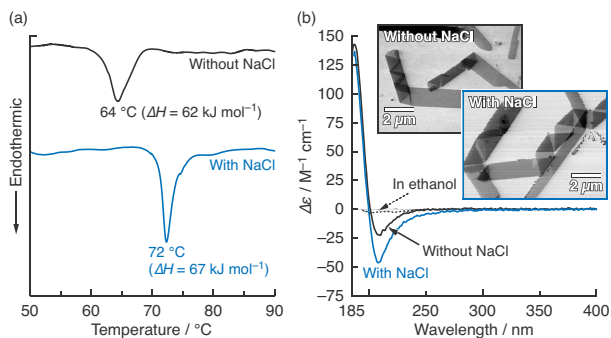 (a)
Without NaCl
64 °C (ΔH = 62 kJ mol⁻¹)
With NaCl
72 °C
(ΔH = 67 kJ mol⁻¹)
Endothermic
50 60 70 80 90
Temperature / °C
(b)
Without NaCl
2 µm
With NaCl
2 µm
150
125
100
75
50
25
0
−25
−50
−75
Δε / M⁻¹ cm⁻¹
In ethanol
Without NaCl
With NaCl
185 250 300 350 400
Wavelength / nm